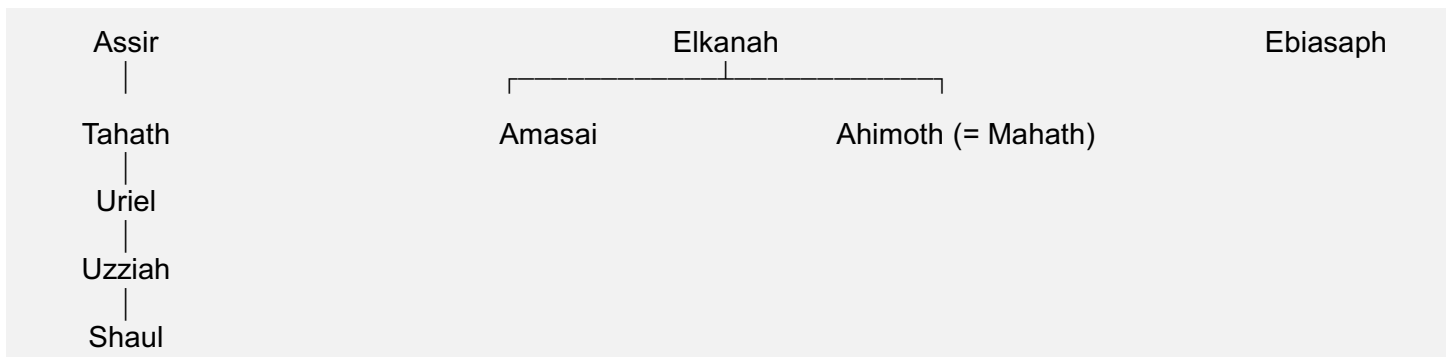 Assir Elkanah Ebiasaph
Tahath Amasai Ahimoth (= Mahath)
Uriel
Uzziah
Shaul